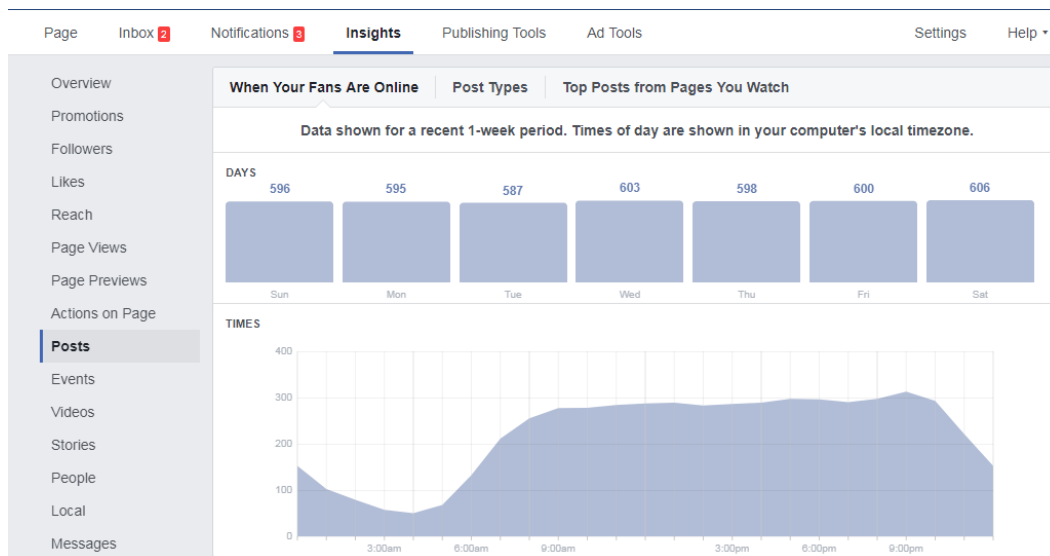 Page Inbox 2 Notifications 3 Insights Publishing Tools Ad Tools Settings Help
Overview
Promotions
Followers
Likes
Reach
Page Views
Page Previews
Actions on Page
Posts
Events
Videos
Stories
People
Local
Messages
When Your Fans Are Online Post Types Top Posts from Pages You Watch
Data shown for a recent 1-week period. Times of day are shown in your computer's local timezone.
DAYS
596 595 587 603 598 600 606
Sun Mon Tue Wed Thu Fri Sat
TIMES
400
300
200
100
0
3:00am 6:00am 9:00am 3:00pm 6:00pm 9:00pm